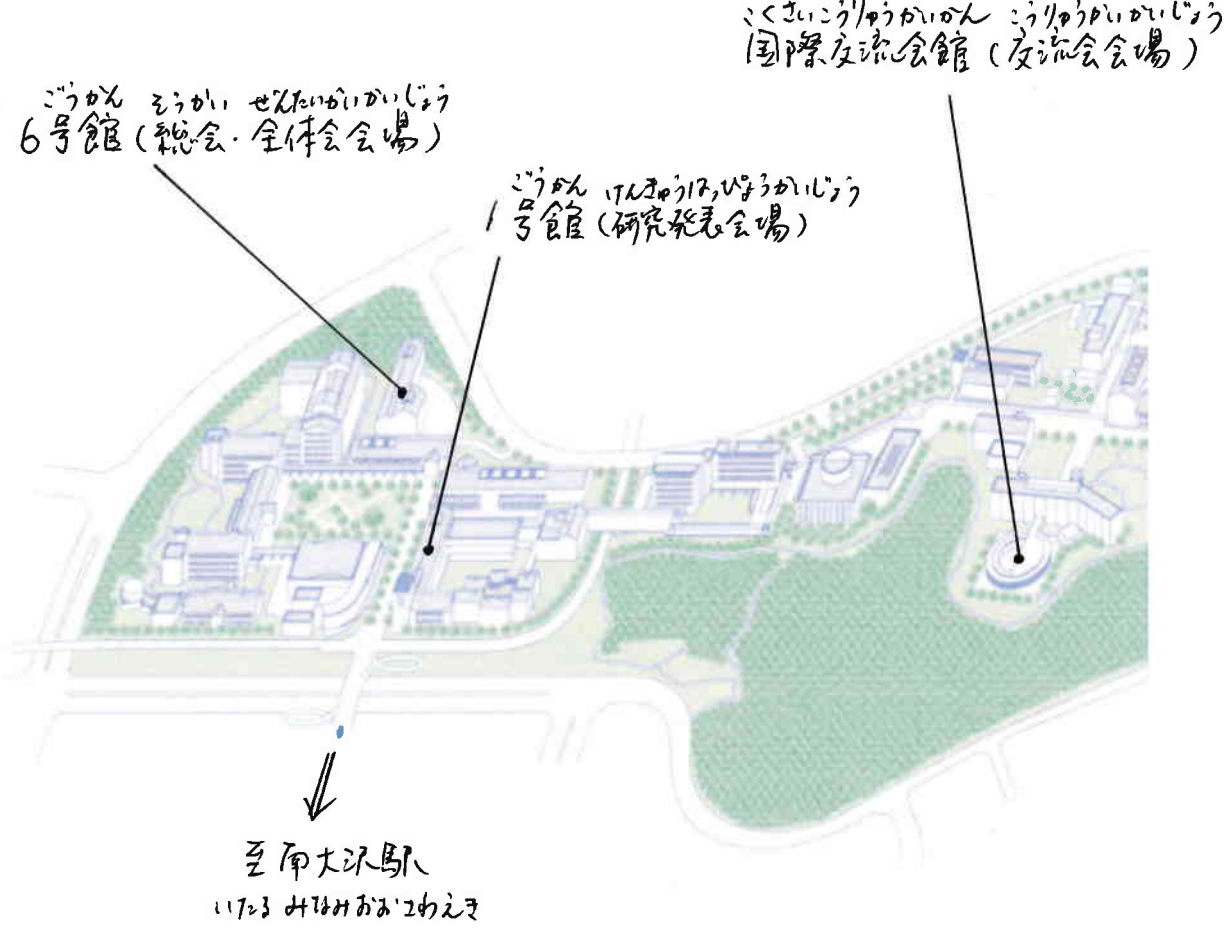 こくさいこうりゅうかいかん こうりゅうかいかいじょう
国際交流会館(交流会会場)
ごうかん そうかい ぜんたいかいかいじょう
6号館(総会・全体会会場)
ごうかん けんきゅうはっぴょうかいじょう
1号館(研究発表会場)
至南大沢駅
いたる みなみおおさわえき